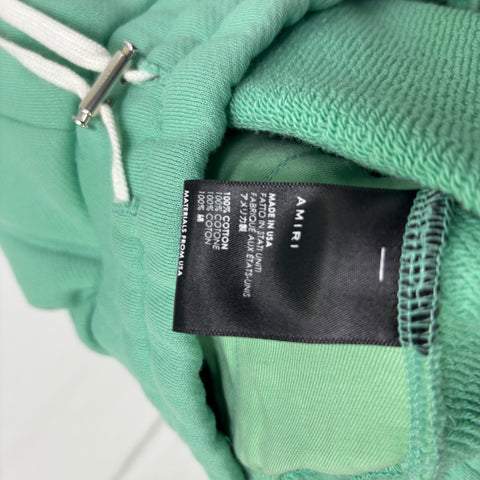 AMIRI
MADE IN USA
FATTO IN STATI UNITI
FABRIQUÉ AUX ÉTATS-UNIS
アメリカ製
100% COTTON
100% COTONE
100% COTON
100% 綿
MATERIALS FROM USA